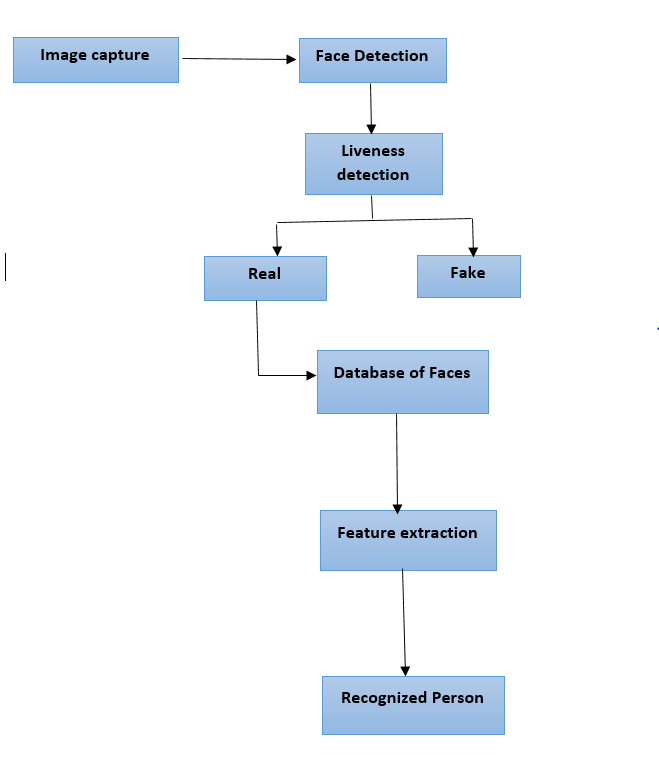 Image capture
Face Detection
Liveness
detection
Real
Fake
Database of Faces
Feature extraction
Recognized Person